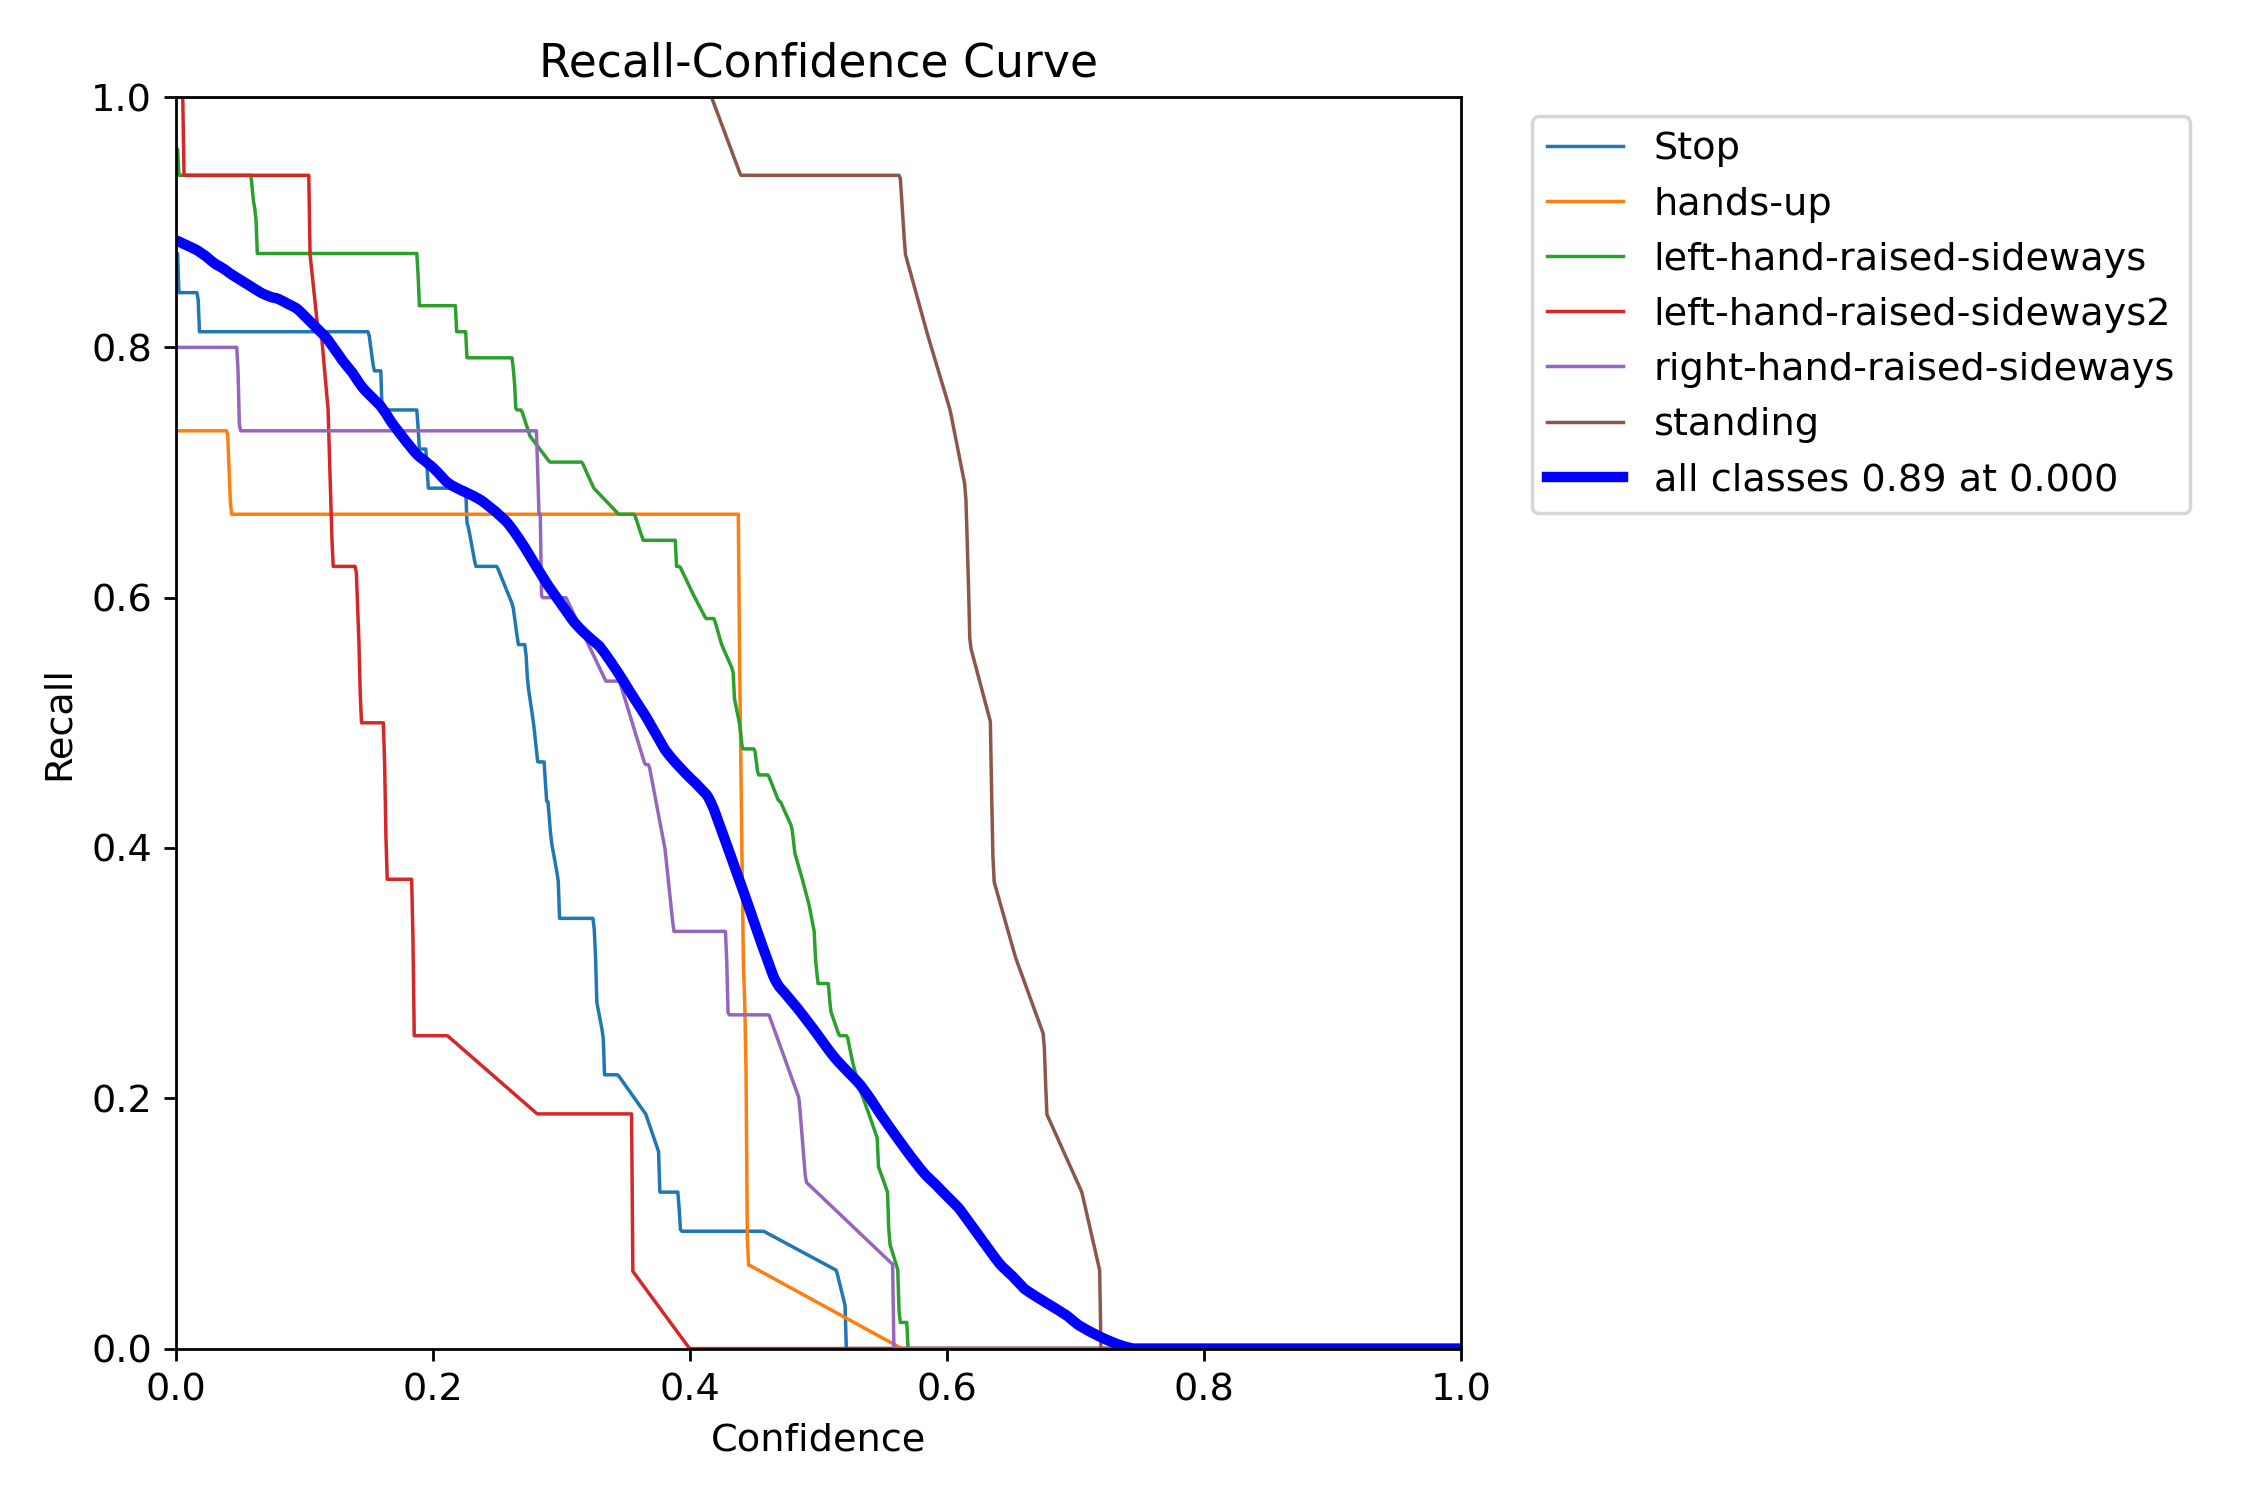 Recall-Confidence Curve
1.0
0.8
0.6
0.4
0.2
0.0
Recall
0.0 0.2 0.4 0.6 0.8 1.0
Confidence
Stop
hands-up
left-hand-raised-sideways
left-hand-raised-sideways2
right-hand-raised-sideways
standing
all classes 0.89 at 0.000